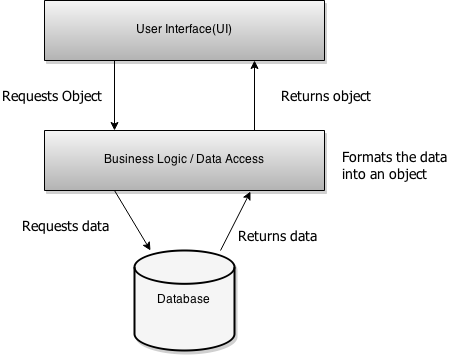 User Interface(UI)
Requests Object
Returns object
Business Logic / Data Access
Formats the data
into an object
Requests data
Returns data
Database